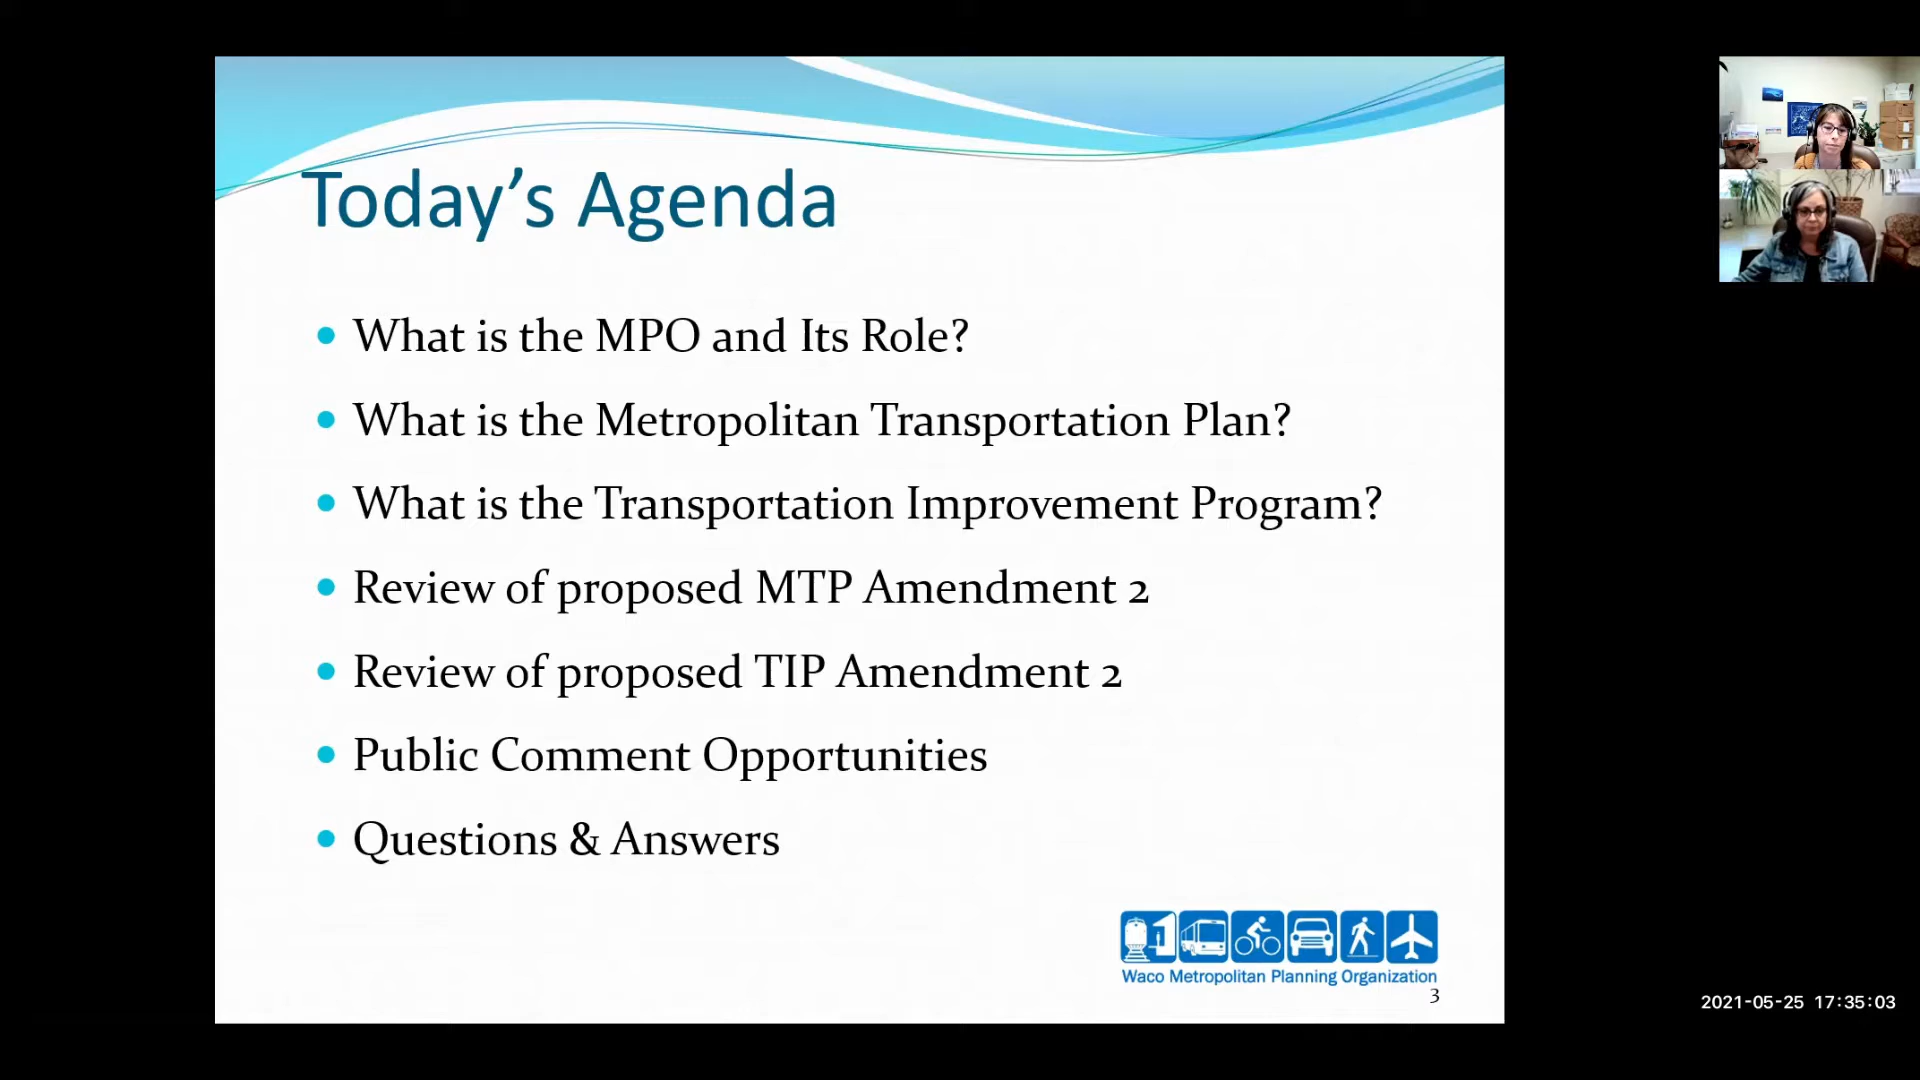 Today's Agenda
What is the MPO and Its Role?
What is the Metropolitan Transportation Plan?
What is the Transportation Improvement Program?
Review of proposed MTP Amendment 2
Review of proposed TIP Amendment 2
Public Comment Opportunities
Questions & Answers
Waco Metropolitan Planning Organization
3
2021-05-25 17:35:03